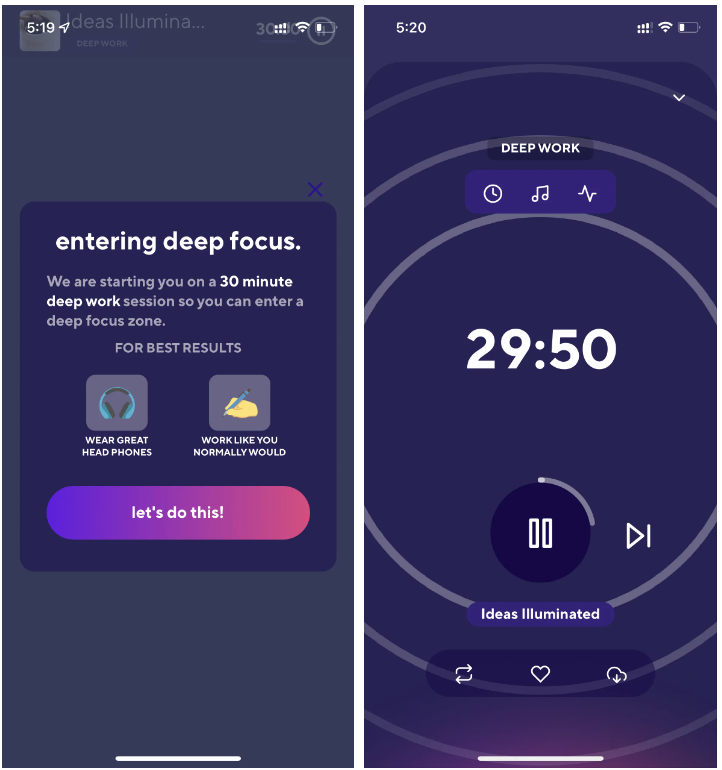 5:19
Ideas Illumina...
DEEP WORK
entering deep focus.
We are starting you on a 30 minute
deep work session so you can enter a
deep focus zone.
FOR BEST RESULTS
WEAR GREAT
HEAD PHONES
WORK LIKE YOU
NORMALLY WOULD
let's do this!
5:20
DEEP WORK
29:50
Ideas Illuminated